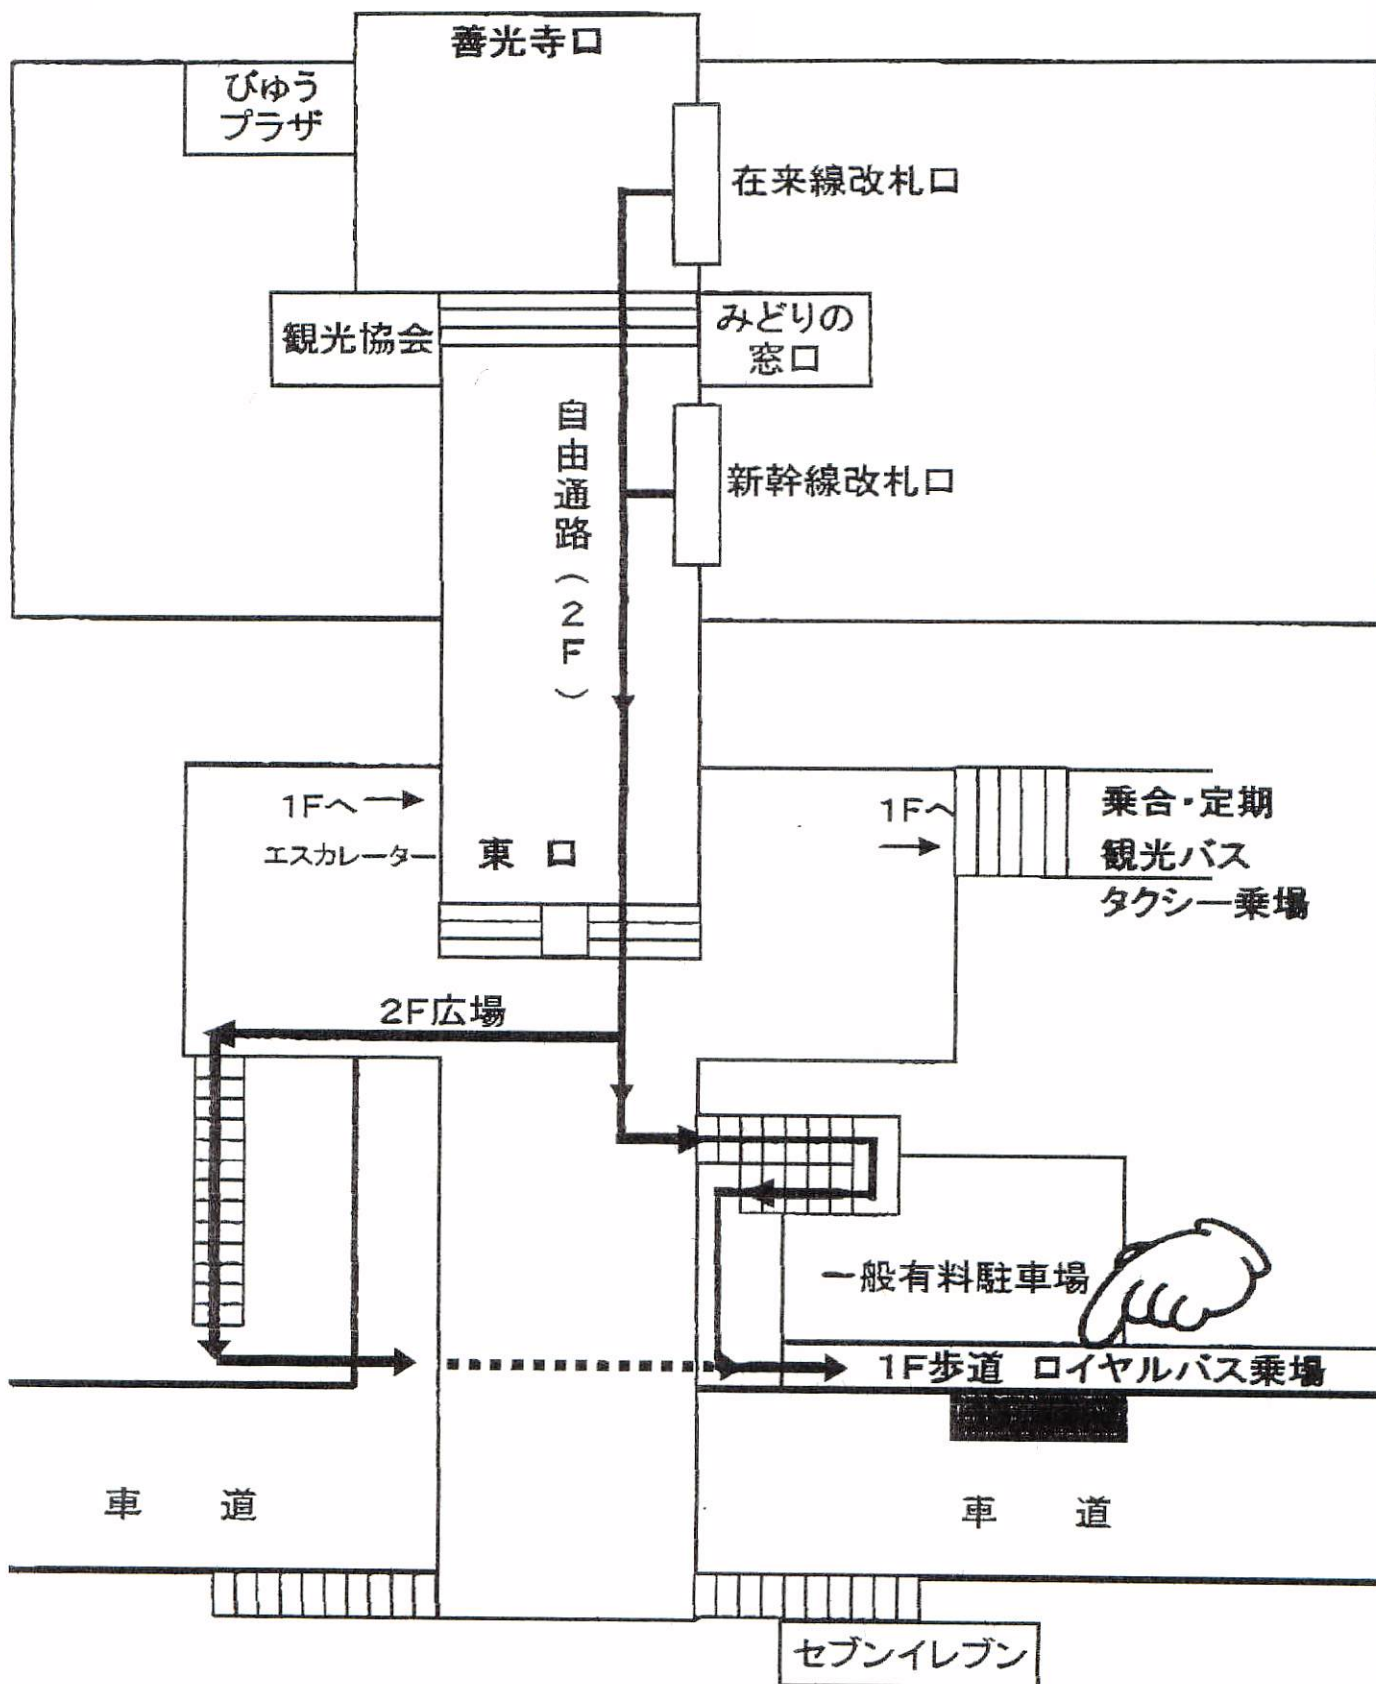 善光寺口
びゅう
プラザ
在来線改札口
観光協会
みどりの
窓口
自由通路(2F)
新幹線改札口
1Fへ
エスカレーター
東 口
1Fへ
乗合・定期
観光バス
タクシー乗場
2F広場
一般有料駐車場
1F歩道 ロイヤルバス乗場
車 道
車 道
セブンイレブン